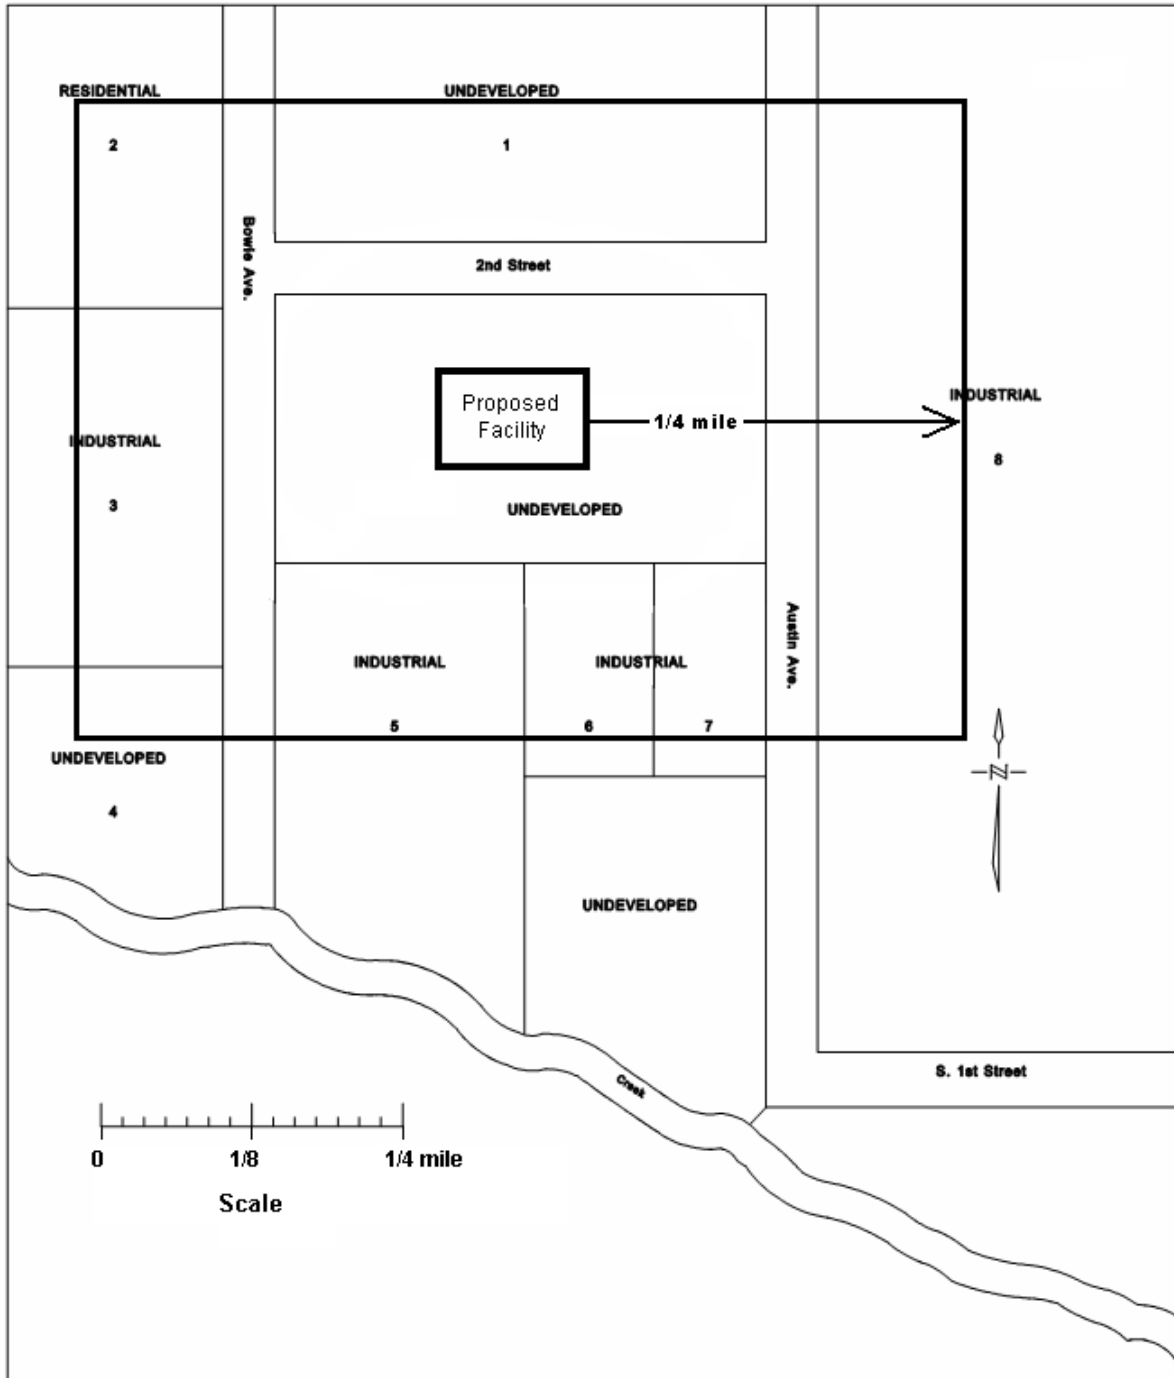 RESIDENTIAL
UNDEVELOPED
2
1
Bowie Ave.
2nd Street
Proposed
Facility
1/4 mile
INDUSTRIAL
8
INDUSTRIAL
3
UNDEVELOPED
Austin Ave.
INDUSTRIAL
INDUSTRIAL
5
6
7
UNDEVELOPED
4
N
UNDEVELOPED
Creek
S. 1st Street
0
1/8
1/4 mile
Scale